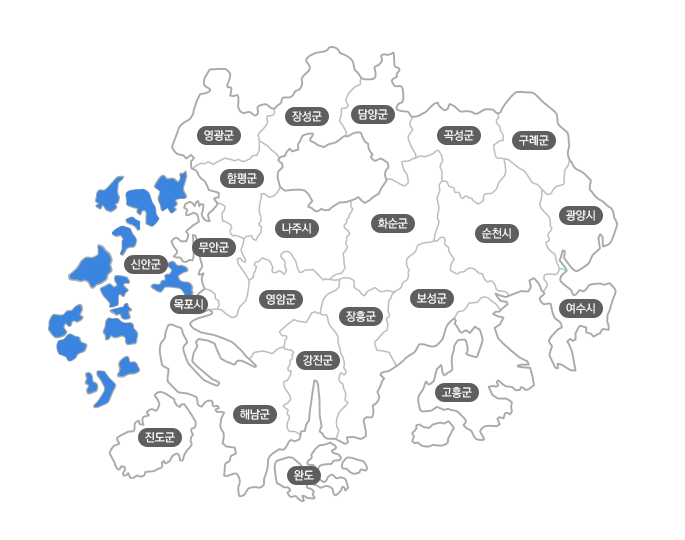 장성군
담양군
영광군
곡성군
구례군
함평군
광양시
화순군
나주시
순천시
무안군
신안군
영암군
보성군
목포시
여수시
장흥군
강진군
고흥군
해남군
진도군
완도